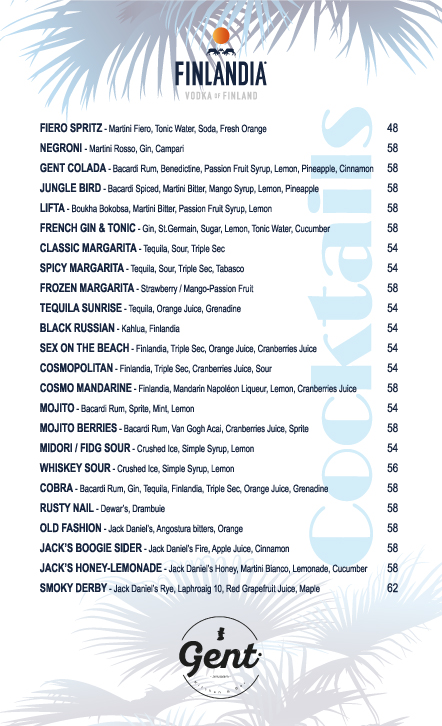 FINLANDIA
VODKA OF FINLAND
cocktails
FIERO SPRITZ - Martini Fiero, Tonic Water, Soda, Fresh Orange 48
NEGRONI - Martini Rosso, Gin, Campari 58
GENT COLADA - Bacardi Rum, Benedictine, Passion Fruit Syrup, Lemon, Pineapple, Cinnamon 58
JUNGLE BIRD - Bacardi Spiced, Martini Bitter, Mango Syrup, Lemon, Pineapple 58
LIFTA - Boukha Bokobsa, Martini Bitter, Passion Fruit Syrup, Lemon 58
FRENCH GIN & TONIC - Gin, St.Germain, Sugar, Lemon, Tonic Water, Cucumber 58
CLASSIC MARGARITA - Tequila, Sour, Triple Sec 54
SPICY MARGARITA - Tequila, Sour, Triple Sec, Tabasco 54
FROZEN MARGARITA - Strawberry / Mango-Passion Fruit 58
TEQUILA SUNRISE - Tequila, Orange Juice, Grenadine 54
BLACK RUSSIAN - Kahlua, Finlandia 54
SEX ON THE BEACH - Finlandia, Triple Sec, Orange Juice, Cranberries Juice 54
COSMOPOLITAN - Finlandia, Triple Sec, Cranberries Juice, Sour 54
COSMO MANDARINE - Finlandia, Mandarin Napoléon Liqueur, Lemon, Cranberries Juice 58
MOJITO - Bacardi Rum, Sprite, Mint, Lemon 54
MOJITO BERRIES - Bacardi Rum, Van Gogh Acai, Cranberries Juice, Sprite 58
MIDORI / FIDG SOUR - Crushed Ice, Simple Syrup, Lemon 54
WHISKEY SOUR - Crushed Ice, Simple Syrup, Lemon 56
COBRA - Bacardi Rum, Gin, Tequila, Finlandia, Triple Sec, Orange Juice, Grenadine 58
RUSTY NAIL - Dewar's, Drambuie 58
OLD FASHION - Jack Daniel's, Angostura bitters, Orange 58
JACK'S BOOGIE SIDER - Jack Daniel's Fire, Apple Juice, Cinnamon 58
JACK'S HONEY-LEMONADE - Jack Daniel's Honey, Martini Bianco, Lemonade, Cucumber 58
SMOKY DERBY - Jack Daniel's Rye, Laphroaig 10, Red Grapefruit Juice, Maple 62
Gent